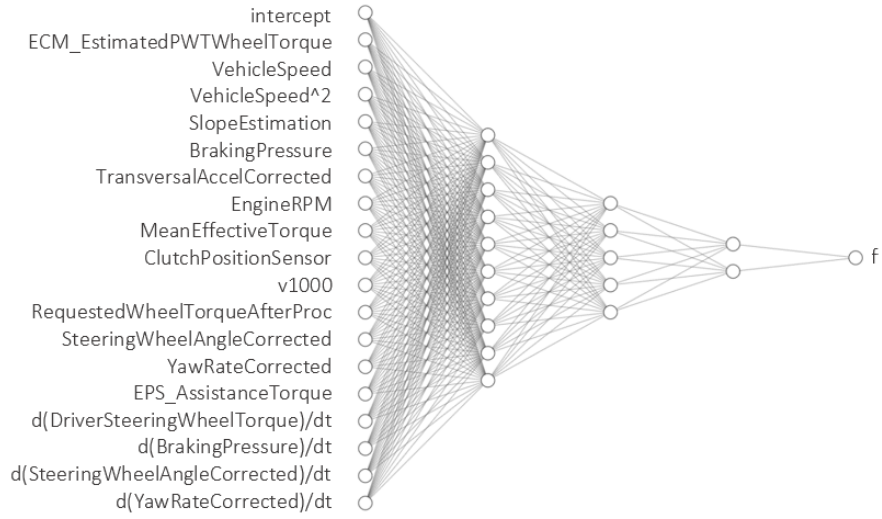 intercept
ECM_EstimatedPWTWheelTorque
VehicleSpeed
VehicleSpeed^2
SlopeEstimation
BrakingPressure
TransversalAccelCorrected
EngineRPM
MeanEffectiveTorque
ClutchPositionSensor
v1000
RequestedWheelTorqueAfterProc
SteeringWheelAngleCorrected
YawRateCorrected
EPS_AssistanceTorque
d(DriverSteeringWheelTorque)/dt
d(BrakingPressure)/dt
d(SteeringWheelAngleCorrected)/dt
d(YawRateCorrected)/dt
f